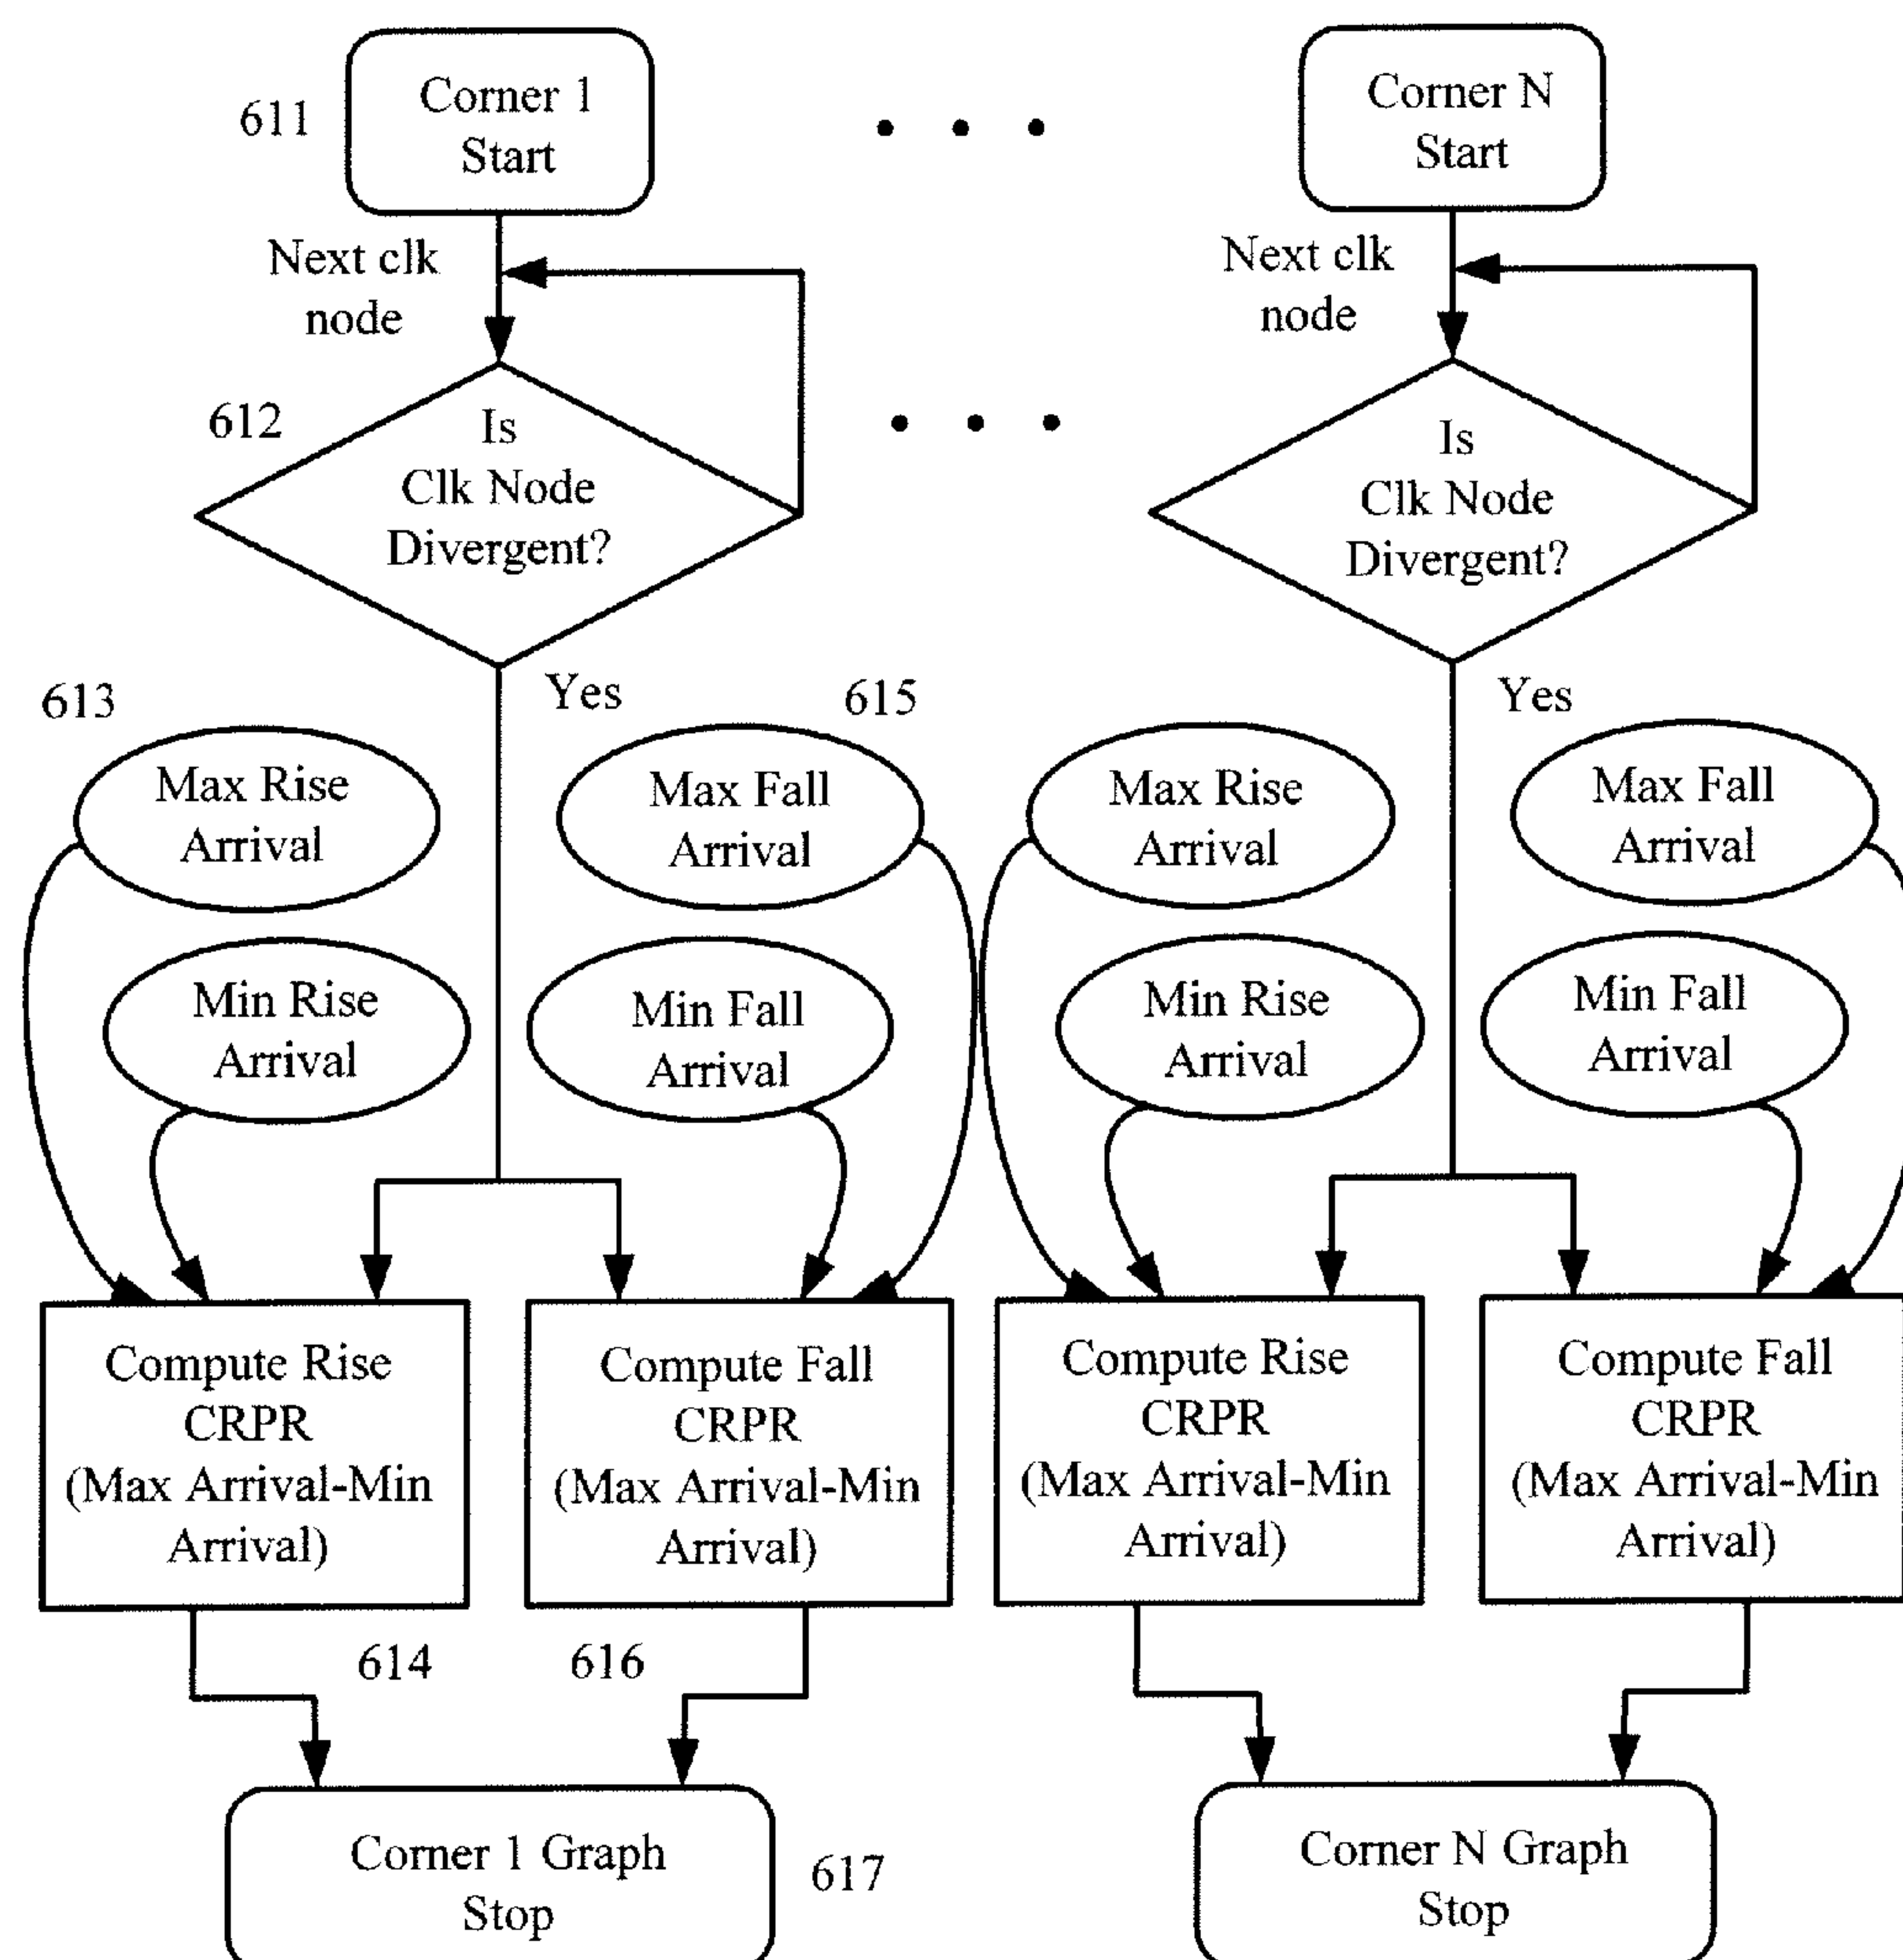 611
Corner 1
Start
Corner N
Start
Next clk
node
Next clk
node
612
Is
Clk Node
Divergent?
Is
Clk Node
Divergent?
613
Yes
615
Yes
Max Rise
Arrival
Max Fall
Arrival
Max Rise
Arrival
Max Fall
Arrival
Min Rise
Arrival
Min Fall
Arrival
Min Rise
Arrival
Min Fall
Arrival
Compute Rise
CRPR
(Max Arrival-Min
Arrival)
Compute Fall
CRPR
(Max Arrival-Min
Arrival)
Compute Rise
CRPR
(Max Arrival-Min
Arrival)
Compute Fall
CRPR
(Max Arrival-Min
Arrival)
614
616
Corner 1 Graph
Stop
617
Corner N Graph
Stop